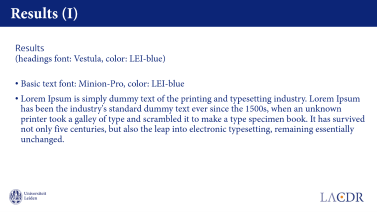 Results (I)
Results
(headings font: Vestula, color: LEI-blue)
• Basic text font: Minion-Pro, color: LEI-blue
• Lorem Ipsum is simply dummy text of the printing and typesetting industry. Lorem Ipsum
has been the industry's standard dummy text ever since the 1500s, when an unknown
printer took a galley of type and scrambled it to make a type specimen book. It has survived
not only five centuries, but also the leap into electronic typesetting, remaining essentially
unchanged.
Universiteit
Leiden
LACDR